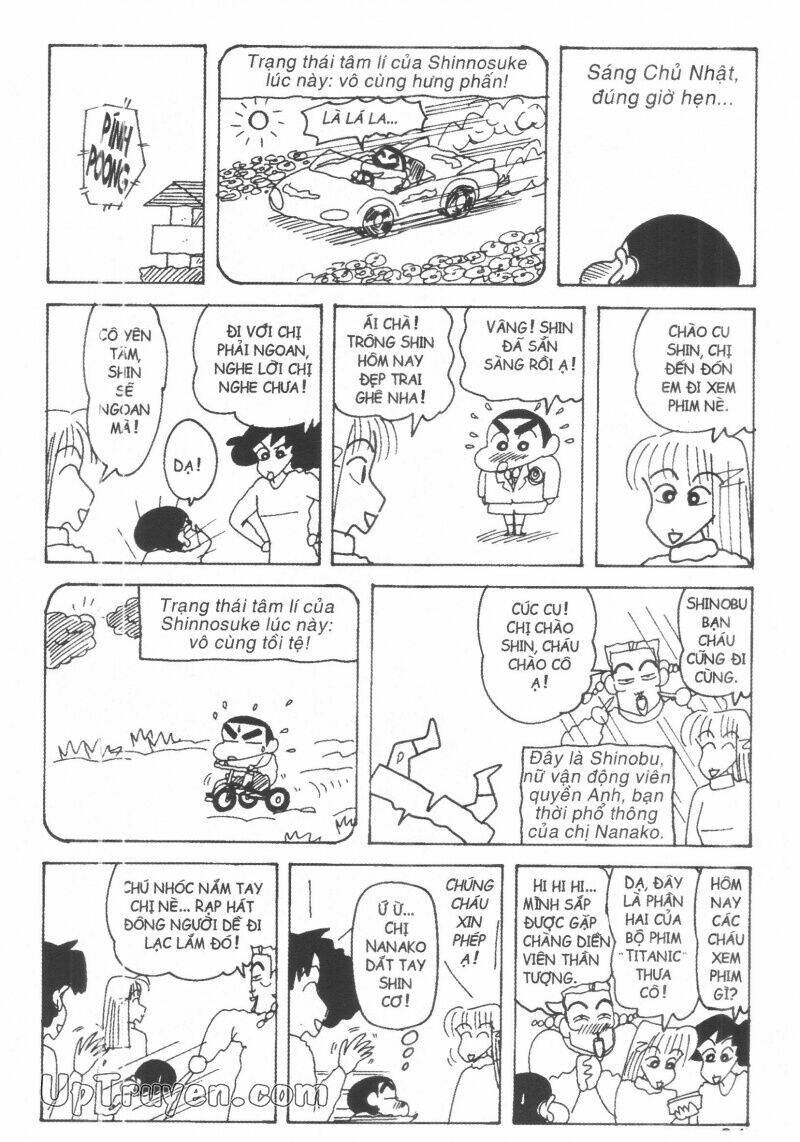 Sáng Chủ Nhật,
đúng giờ hẹn...
Trạng thái tâm lí của Shinnosuke
lúc này: vô cùng hưng phấn!
LÀ LÁ LA...
PÍNH
POONG
CHÀO CU
SHIN, CHỊ
ĐẾN ĐÓN
EM ĐI XEM
PHIM NÈ.
VÂNG! SHIN
ĐÃ SẴN
SÀNG RỒI Ạ!
ÁI CHÀ!
TRÔNG SHIN
HÔM NAY
ĐẸP TRAI
GHÊ NHA!
ĐI VỚI CHỊ
PHẢI NGOAN,
NGHE LỜI CHỊ
NGHE CHƯA!
DẠ!
CÔ YÊN
TÂM,
SHIN
SẼ
NGOAN
MÀ!
SHINOBU
BẠN
CHÁU
CŨNG ĐI
CÙNG.
CÚC CU!
CHỊ CHÀO
SHIN, CHÁU
CHÀO CÔ
Ạ!
Đây là Shinobu,
nữ vận động viên
quyền Anh, bạn
thời phổ thông
của chị Nanako.
Trạng thái tâm lí của
Shinnosuke lúc này:
vô cùng tồi tệ!
HÔM
NAY
CÁC
CHÁU
XEM
PHIM
GÌ?
DẠ, ĐÂY
LÀ PHẦN
HAI CỦA
BỘ PHIM
"TITANIC"
THƯA
CÔ!
HI HI HI...
MÌNH SẮP
ĐƯỢC GẶP
CHÀNG DIỄN
VIÊN THẦN
TƯỢNG.
CHÚNG
CHÁU
XIN
PHÉP
Ạ!
Ứ Ừ...
CHỊ
NANAKO
DẮT TAY
SHIN
CƠ!
CHÚ NHÓC NẮM TAY
CHỊ NÈ... RẠP HÁT
ĐÔNG NGƯỜI DỄ ĐI
LẠC LẮM ĐÓ!
UpTruyen.com